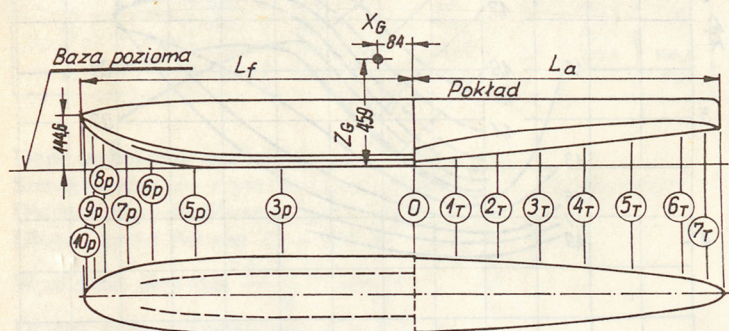 X_G
84
Baza pozioma
L_f
L_a
Pokład
Z_G
459
144,6
8p
6p
9p
7p
5p
3p
0
1T
2T
3T
4T
5T
6T
7T
10p